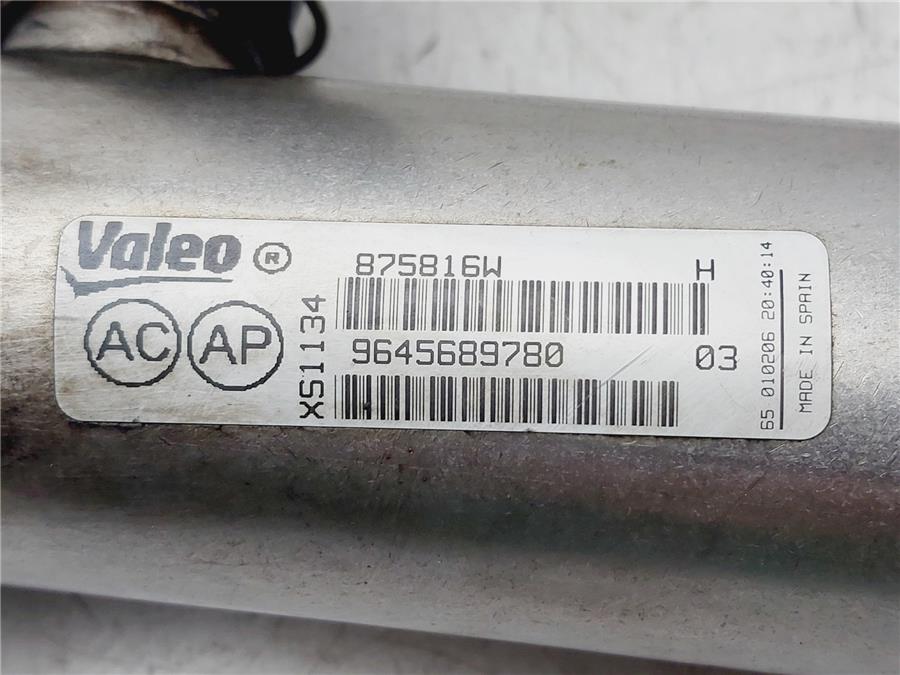 Valeo ®
AC AP
XS1134
875816W H
9645689780 03
65 010206 20:40:14
MADE IN SPAIN